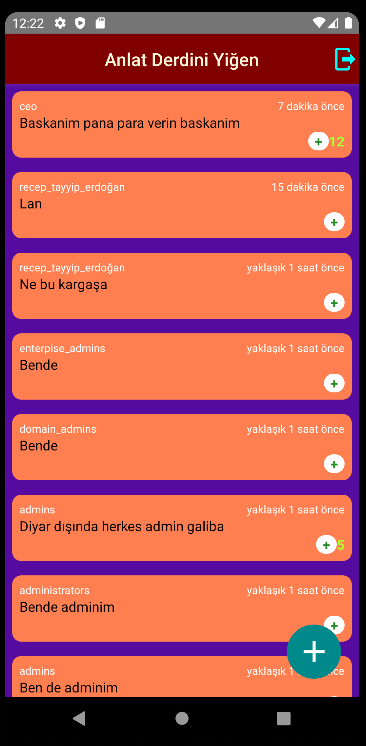 12:22
Anlat Derdini Yiğen
ceo 7 dakika önce
Baskanim pana para verin baskanim
+ 12
recep_tayyip_erdoğan 15 dakika önce
Lan
+
recep_tayyip_erdoğan yaklaşık 1 saat önce
Ne bu kargaşa
+
enterpise_admins yaklaşık 1 saat önce
Bende
+
domain_admins yaklaşık 1 saat önce
Bende
+
admins yaklaşık 1 saat önce
Diyar dışında herkes admin galiba
+ 5
administrators yaklaşık 1 saat önce
Bende adminim
+
admins yaklaşık 1 saat önce
Ben de adminim
+